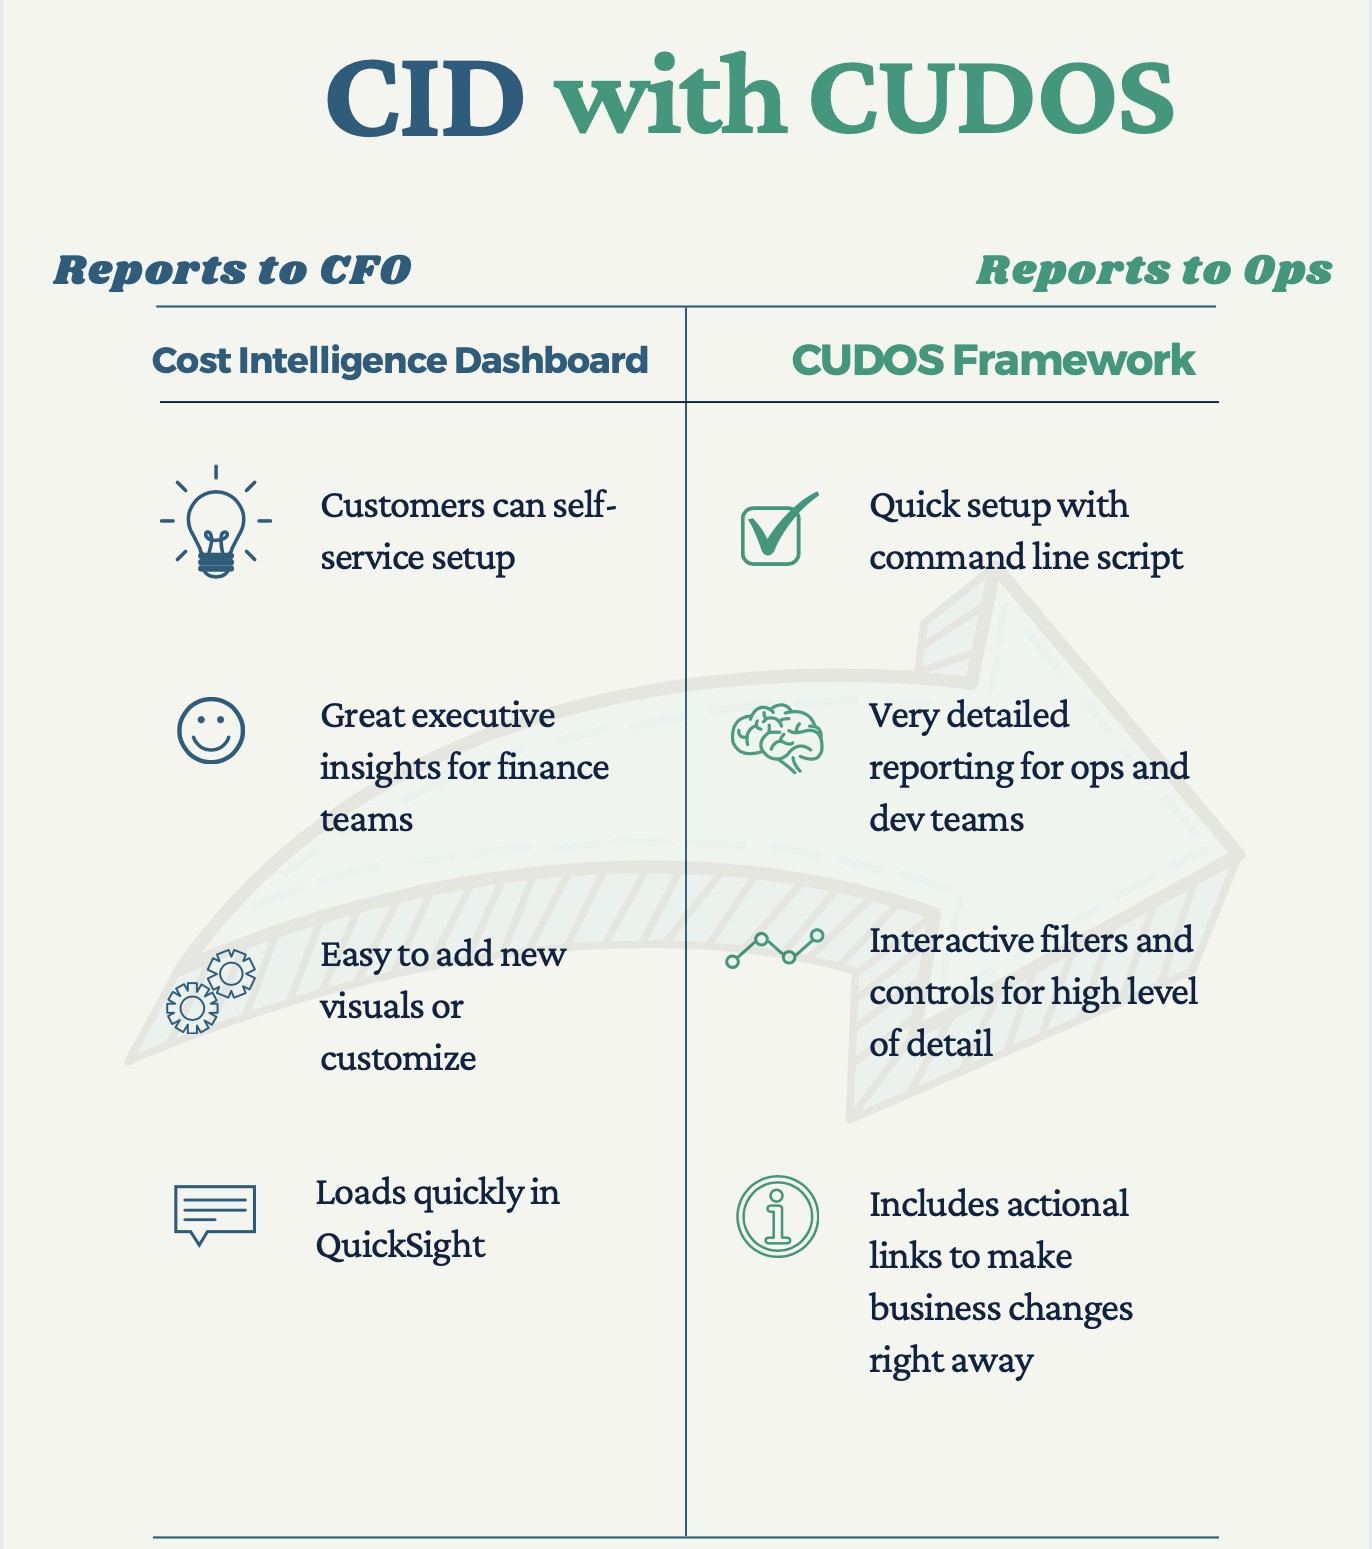 CID with CUDOS
Reports to CFO
Reports to Ops
Cost Intelligence Dashboard
CUDOS Framework
Customers can self-
service setup
Quick setup with
command line script
Great executive
insights for finance
teams
Very detailed
reporting for ops and
dev teams
Easy to add new
visuals or
customize
Interactive filters and
controls for high level
of detail
Loads quickly in
QuickSight
Includes actional
links to make
business changes
right away